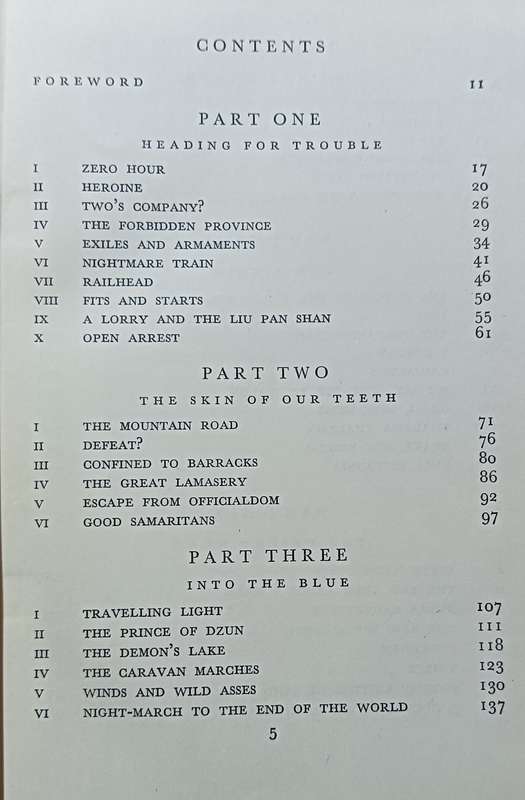 CONTENTS
FOREWORD 11
PART ONE
HEADING FOR TROUBLE
I ZERO HOUR 17
II HEROINE 20
III TWO'S COMPANY? 26
IV THE FORBIDDEN PROVINCE 29
V EXILES AND ARMAMENTS 34
VI NIGHTMARE TRAIN 41
VII RAILHEAD 46
VIII FITS AND STARTS 50
IX A LORRY AND THE LIU PAN SHAN 55
X OPEN ARREST 61
PART TWO
THE SKIN OF OUR TEETH
I THE MOUNTAIN ROAD 71
II DEFEAT? 76
III CONFINED TO BARRACKS 80
IV THE GREAT LAMASERY 86
V ESCAPE FROM OFFICIALDOM 92
VI GOOD SAMARITANS 97
PART THREE
INTO THE BLUE
I TRAVELLING LIGHT 107
II THE PRINCE OF DZUN 111
III THE DEMON'S LAKE 118
IV THE CARAVAN MARCHES 123
V WINDS AND WILD ASSES 130
VI NIGHT-MARCH TO THE END OF THE WORLD 137
5